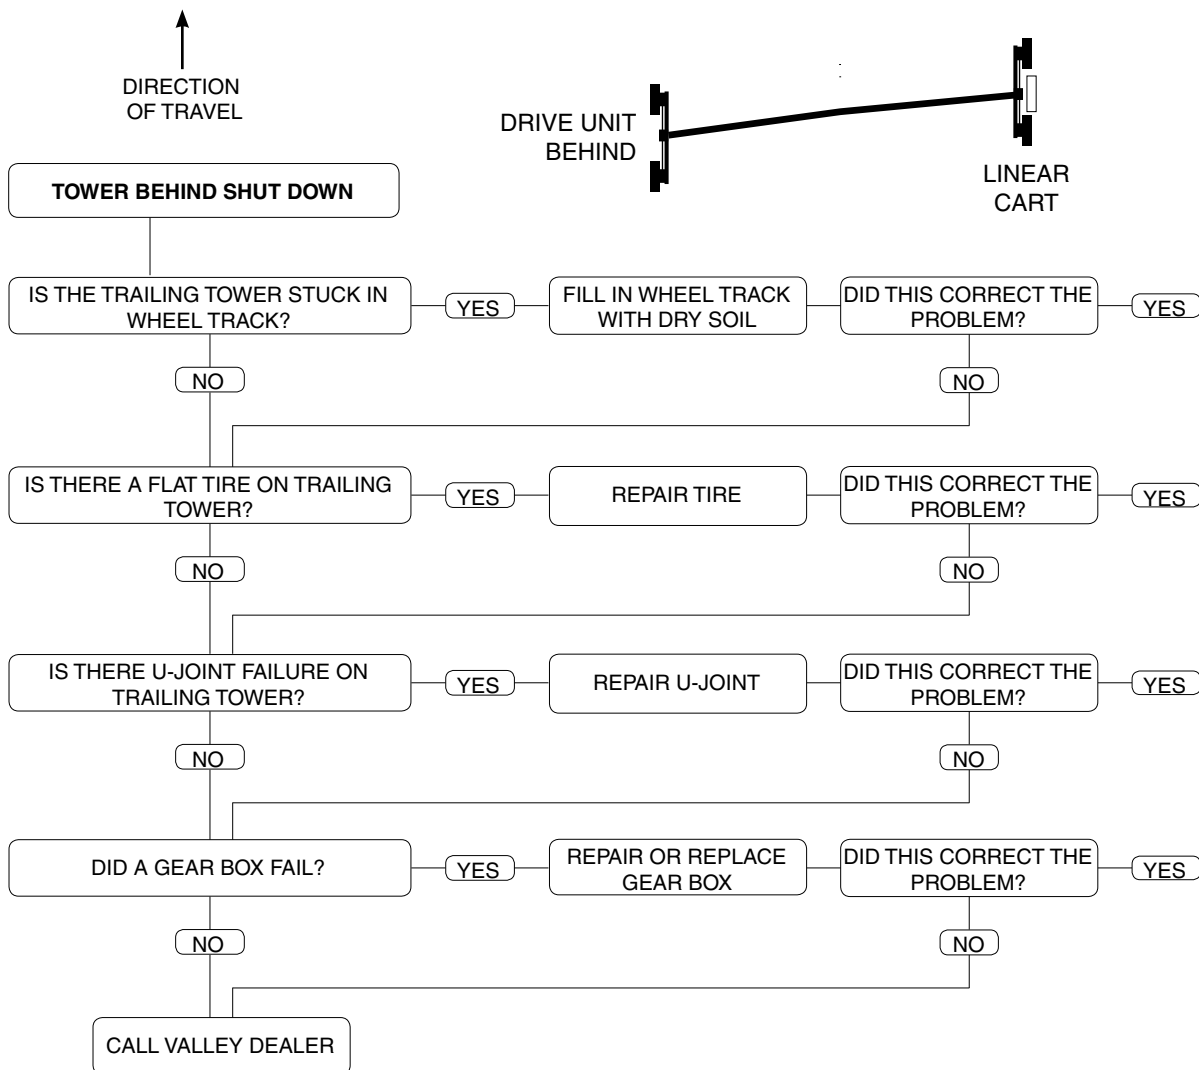 DIRECTION
OF TRAVEL
DRIVE UNIT
BEHIND
LINEAR
CART
TOWER BEHIND SHUT DOWN
IS THE TRAILING TOWER STUCK IN
WHEEL TRACK?
YES
FILL IN WHEEL TRACK
WITH DRY SOIL
DID THIS CORRECT THE
PROBLEM?
YES
NO
NO
IS THERE A FLAT TIRE ON TRAILING
TOWER?
YES
REPAIR TIRE
DID THIS CORRECT THE
PROBLEM?
YES
NO
NO
IS THERE U-JOINT FAILURE ON
TRAILING TOWER?
YES
REPAIR U-JOINT
DID THIS CORRECT THE
PROBLEM?
YES
NO
NO
DID A GEAR BOX FAIL?
YES
REPAIR OR REPLACE
GEAR BOX
DID THIS CORRECT THE
PROBLEM?
YES
NO
NO
CALL VALLEY DEALER